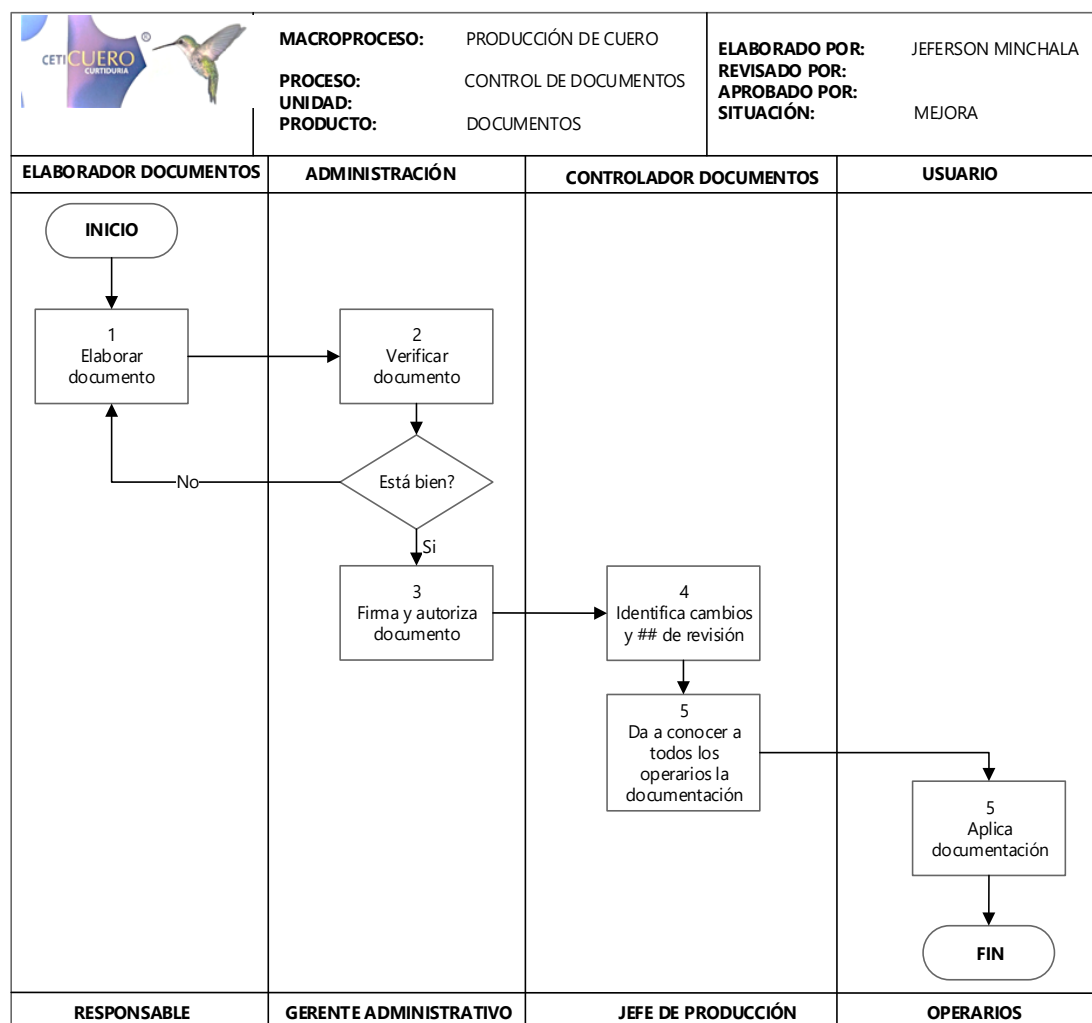 CETICUERO
CURTIDURIA
®
MACROPROCESO: PRODUCCIÓN DE CUERO
PROCESO: CONTROL DE DOCUMENTOS
UNIDAD:
PRODUCTO: DOCUMENTOS
ELABORADO POR: JEFERSON MINCHALA
REVISADO POR:
APROBADO POR:
SITUACIÓN: MEJORA
ELABORADOR DOCUMENTOS
ADMINISTRACIÓN
CONTROLADOR DOCUMENTOS
USUARIO
INICIO
1
Elaborar
documento
2
Verificar
documento
Está bien?
No
Si
3
Firma y autoriza
documento
4
Identifica cambios
y ## de revisión
5
Da a conocer a
todos los
operarios la
documentación
5
Aplica
documentación
FIN
RESPONSABLE
GERENTE ADMINISTRATIVO
JEFE DE PRODUCCIÓN
OPERARIOS